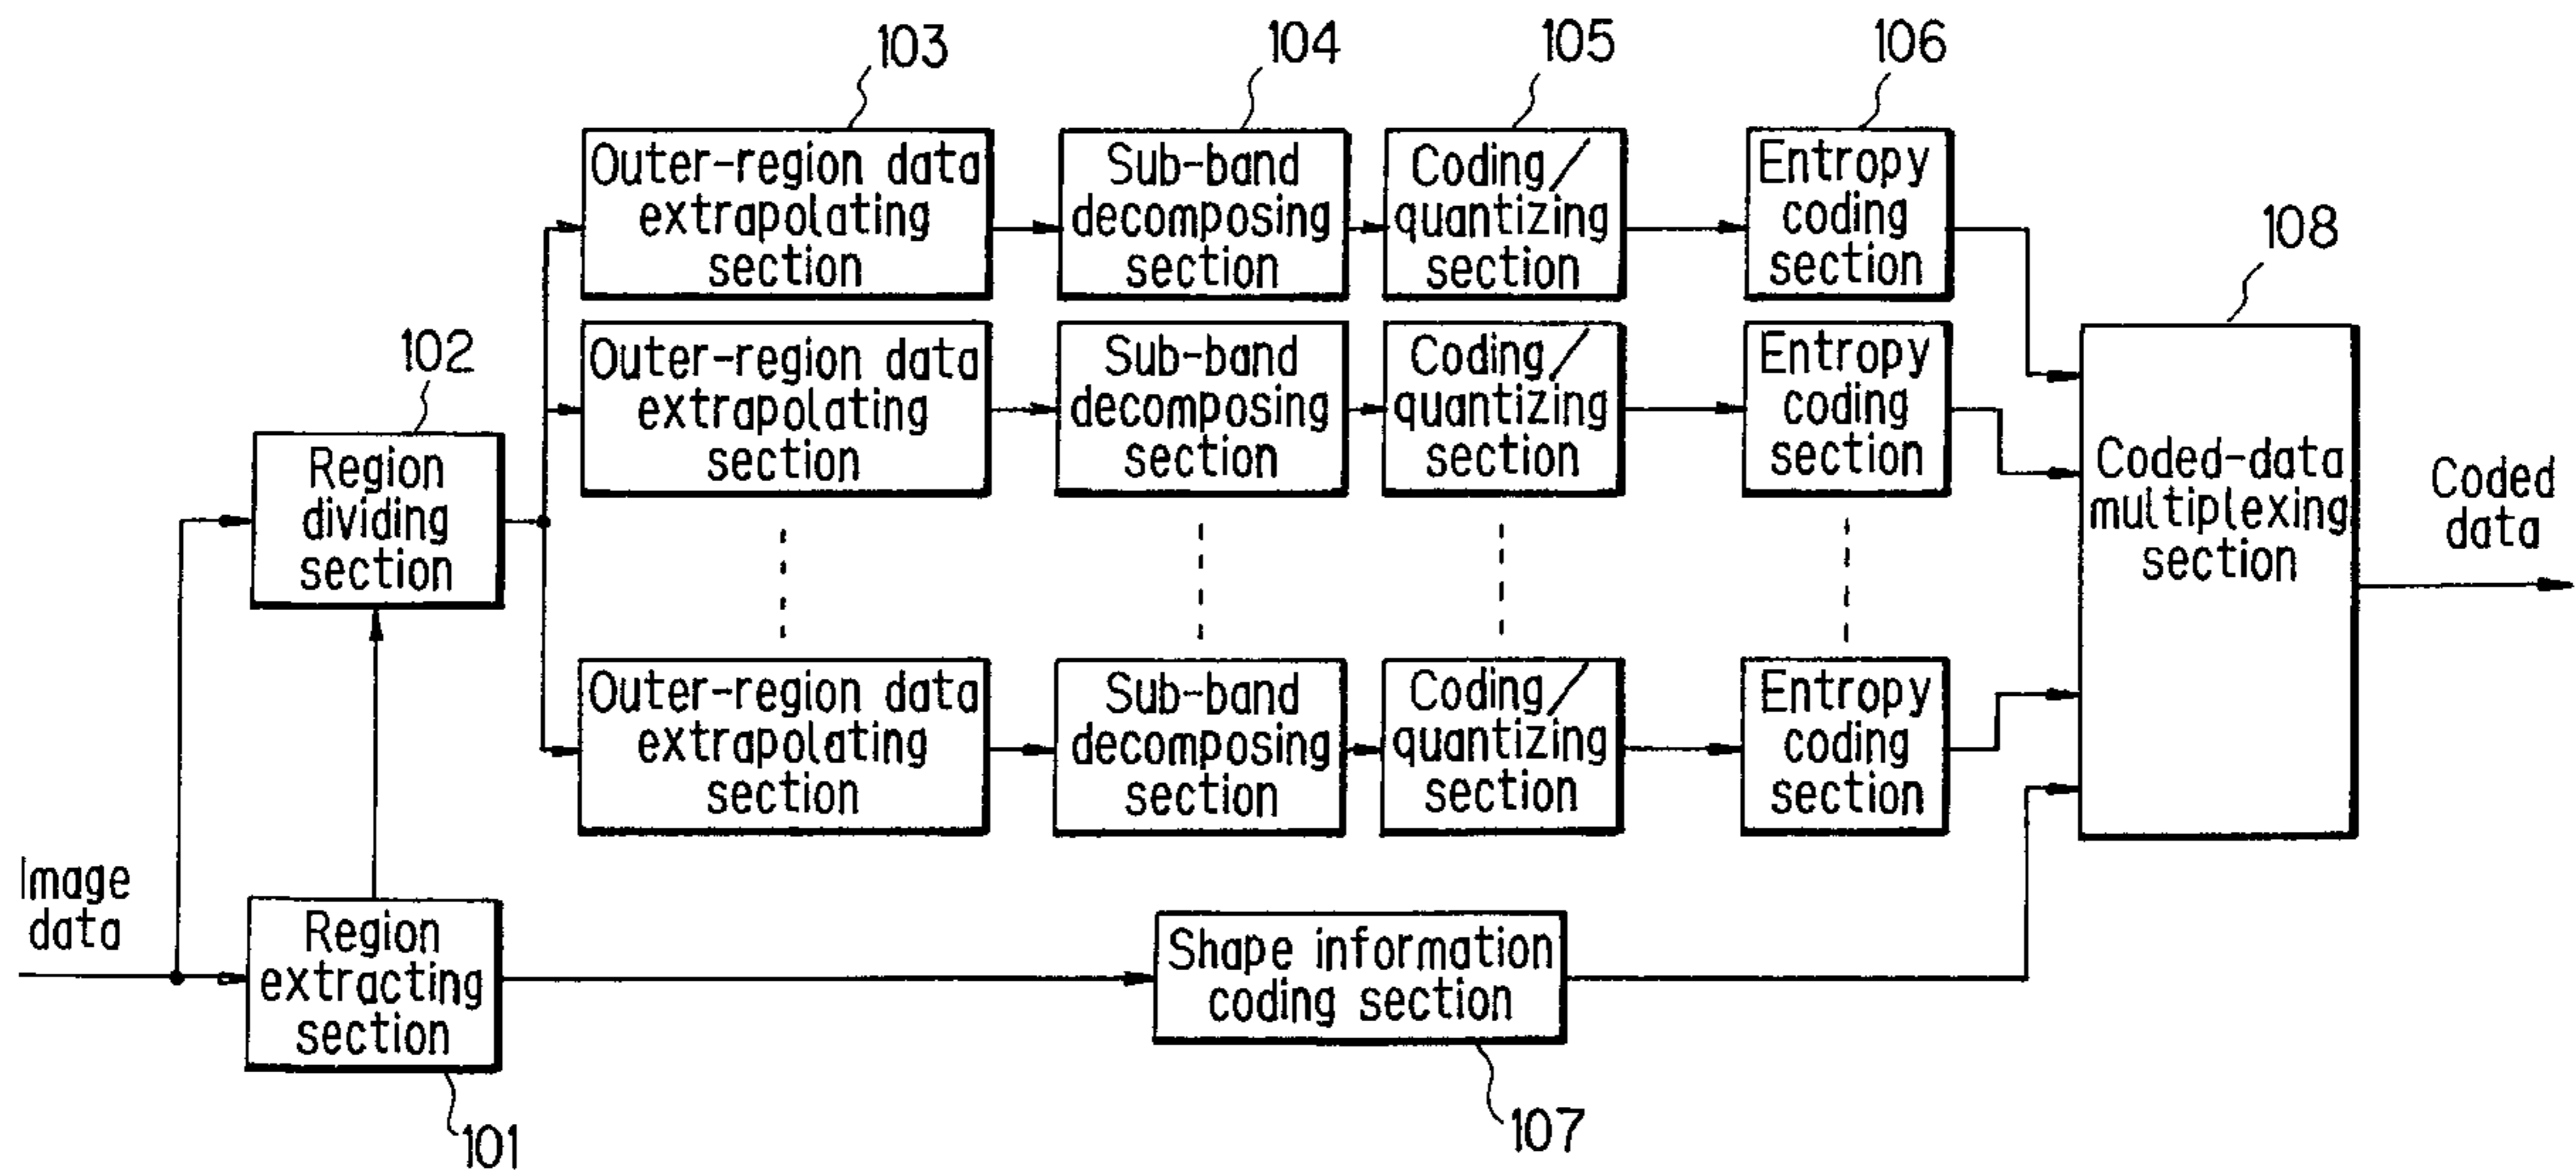 103
104
105
106
Outer-region data
extrapolating
section
Sub-band
decomposing
section
Coding/
quantizing
section
Entropy
coding
section
108
102
Outer-region data
extrapolating
section
Sub-band
decomposing
section
Coding/
quantizing
section
Entropy
coding
section
Region
dividing
section
Coded-data
multiplexing
section
Coded
data
Outer-region data
extrapolating
section
Sub-band
decomposing
section
Coding/
quantizing
section
Entropy
coding
section
Image
data
Region
extracting
section
Shape information
coding section
101
107